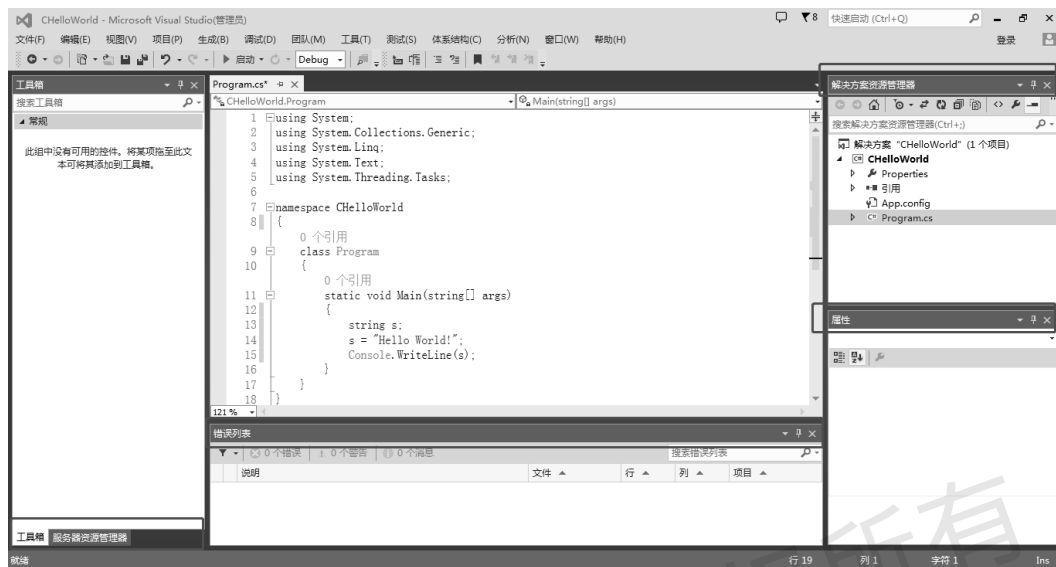 CHelloWorld - Microsoft Visual Studio(管理员)
8
快速启动 (Ctrl+Q)
文件(F) 编辑(E) 视图(V) 项目(P) 生成(B) 调试(D) 团队(M) 工具(T) 测试(S) 体系结构(C) 分析(N) 窗口(W) 帮助(H)
登录
启动
Debug
工具箱
搜索工具箱
常规
此组中没有可用的控件。将某项拖至此文
本可将其添加到工具箱。
工具箱 服务器资源管理器
Program.cs*
CHelloWorld.Program
Main(string[] args)
1 using System;
2 using System.Collections.Generic;
3 using System.Linq;
4 using System.Text;
5 using System.Threading.Tasks;
6
7 namespace CHelloWorld
8 {
0 个引用
9 class Program
10 {
0 个引用
11 static void Main(string[] args)
12 {
13 string s;
14 s = "Hello World!";
15 Console.WriteLine(s);
16 }
17 }
18 }
121 %
错误列表
0 个错误 0 个警告 0 个消息
搜索错误列表
说明 文件 行 列 项目
解决方案资源管理器
搜索解决方案资源管理器(Ctrl+;)
解决方案 "CHelloWorld" (1 个项目)
CHelloWorld
Properties
引用
App.config
Program.cs
属性
就绪
行 19 列 1 字符 1 Ins
所有